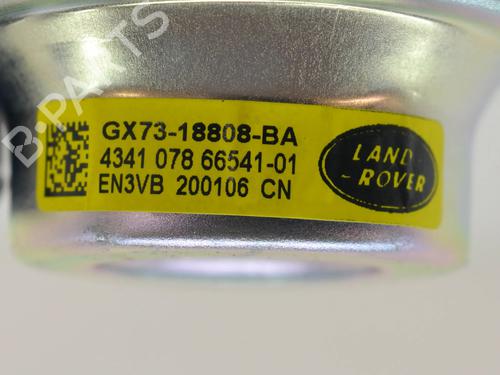 B-PARTS
GX73-18808-BA
4341 078 66541-01
EN3VB 200106 CN
LAND
-ROVER